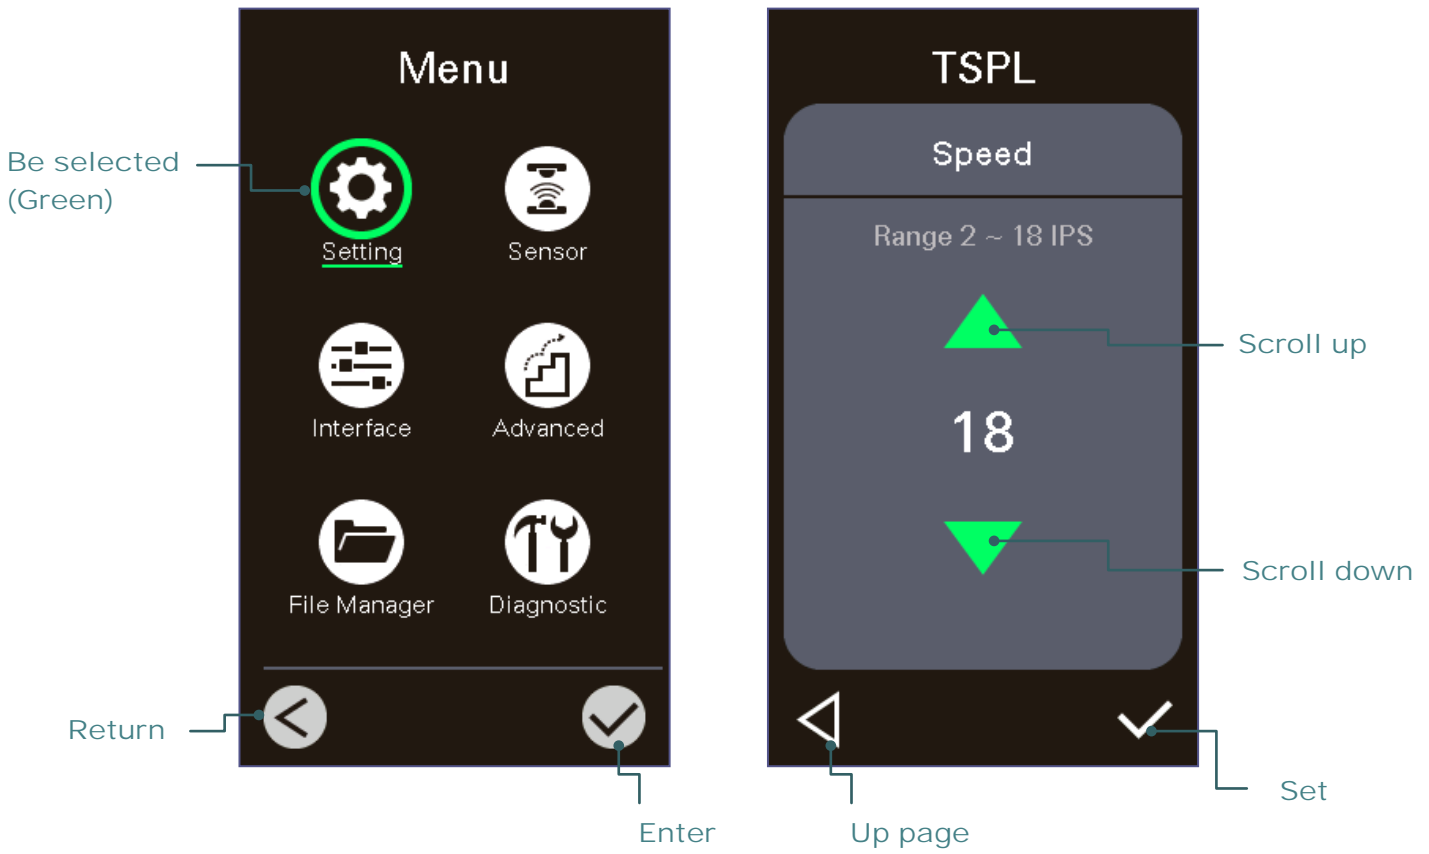 Menu
Be selected
(Green)
Setting
Sensor
Interface
Advanced
File Manager
Diagnostic
Return
Enter
TSPL
Speed
Range 2 ~ 18 IPS
Scroll up
18
Scroll down
Set
Up page